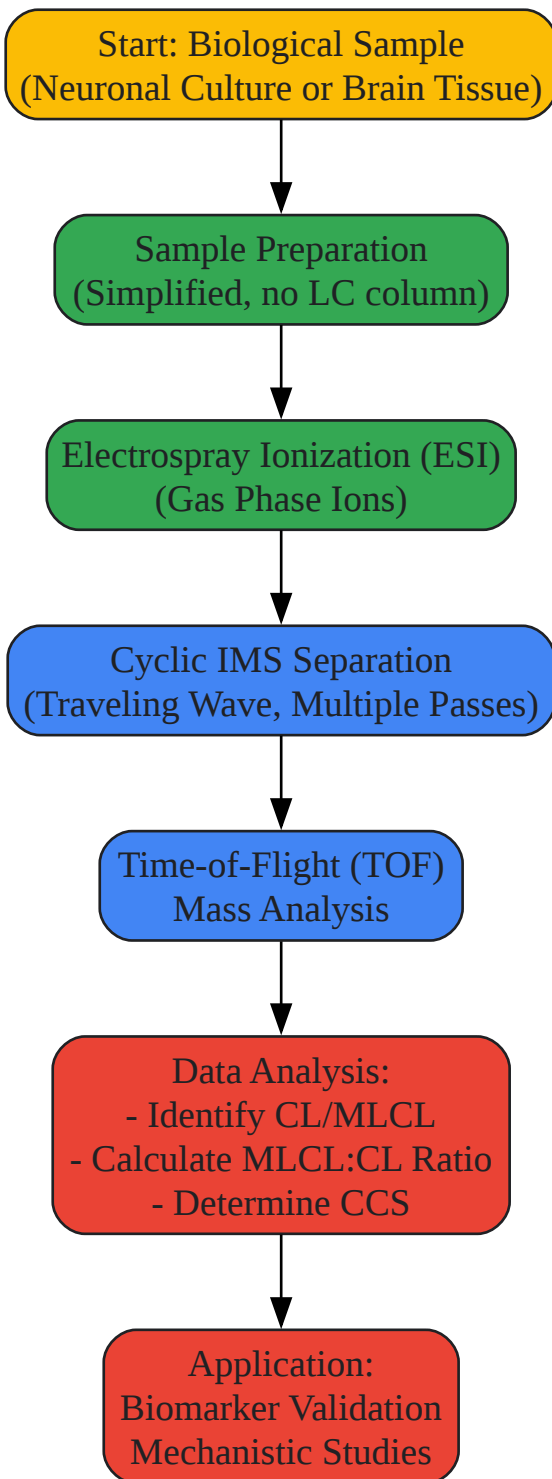 Start: Biological Sample
(Neuronal Culture or Brain Tissue)
Sample Preparation
(Simplified, no LC column)
Electrospray Ionization (ESI)
(Gas Phase Ions)
Cyclic IMS Separation
(Traveling Wave, Multiple Passes)
Time-of-Flight (TOF)
Mass Analysis
Data Analysis:
- Identify CL/MLCL
- Calculate MLCL:CL Ratio
- Determine CCS
Application:
Biomarker Validation
Mechanistic Studies